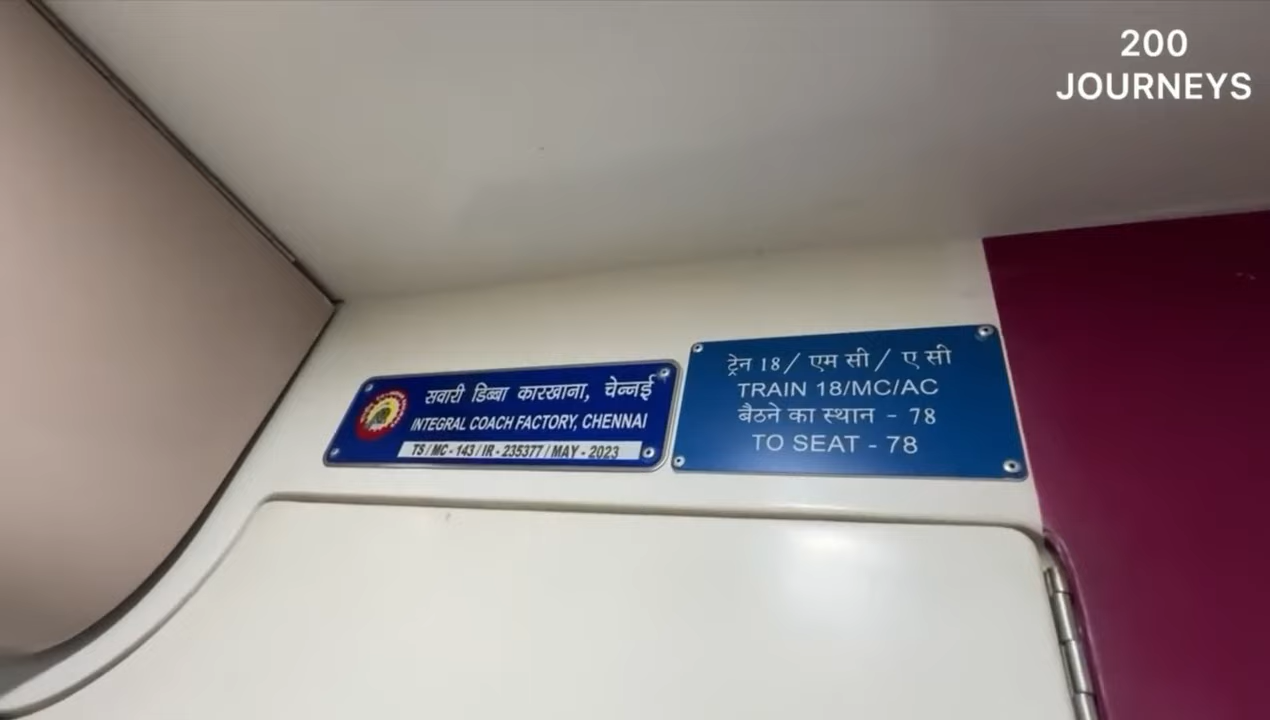 200
JOURNEYS
सवारी डिब्बा कारखाना, चेन्नई
INTEGRAL COACH FACTORY, CHENNAI
TS / MC - 143 / IR - 235377 / MAY - 2023
ट्रेन 18/ एम सी / ए सी
TRAIN 18/MC/AC
बैठने का स्थान - 78
TO SEAT - 78